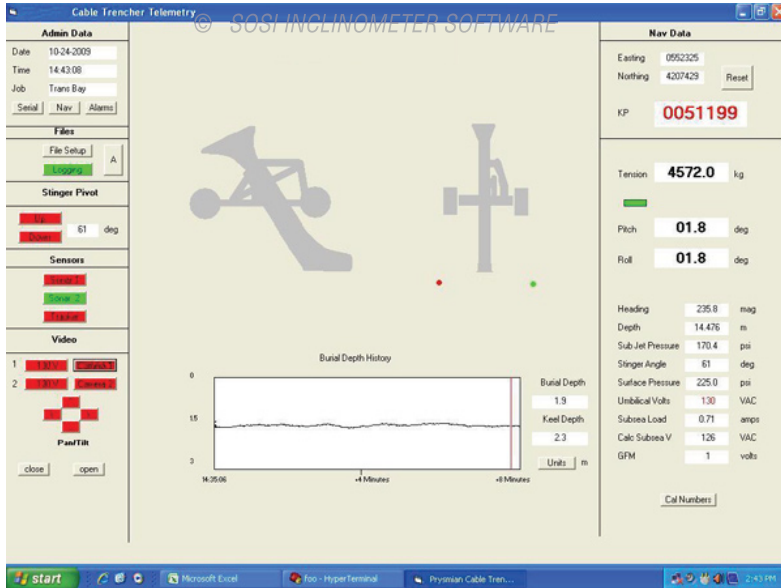 Cable Trencher Telemetry
© SOSI INCLINOMETER SOFTWARE
Admin Data
Date 10-24-2009
Time 14:43:08
Job Trans Bay
Serial Nav Alarms
Files
File Setup
Logging
A
Stinger Pivot
Up
Down
61 deg
Sensors
Sonar 1
Sonar 2
Tracker
Video
1 Camera 1
2 Camera 2
Pan/Tilt
close open
Burial Depth History
0
1.5
3
14:35:06 +4 Minutes +8 Minutes
Burial Depth
1.9
Keel Depth
2.3
Units m
Nav Data
Easting 0552325
Northing 4207429
Reset
KP 0051199
Tension 4572.0 kg
Pitch 01.8 deg
Roll 01.8 deg
Heading 235.8 mag
Depth 14.476 m
Sub Jet Pressure 170.4 psi
Stinger Angle 61 deg
Surface Pressure 225.0 psi
Umbilical Volts 130 VAC
Subsea Load 0.71 amps
Calc Subsea V 126 VAC
GFM 1 volts
Cal Numbers
start
Microsoft Excel
foo - HyperTerminal
Prysmian Cable Tren...
2:43 PM